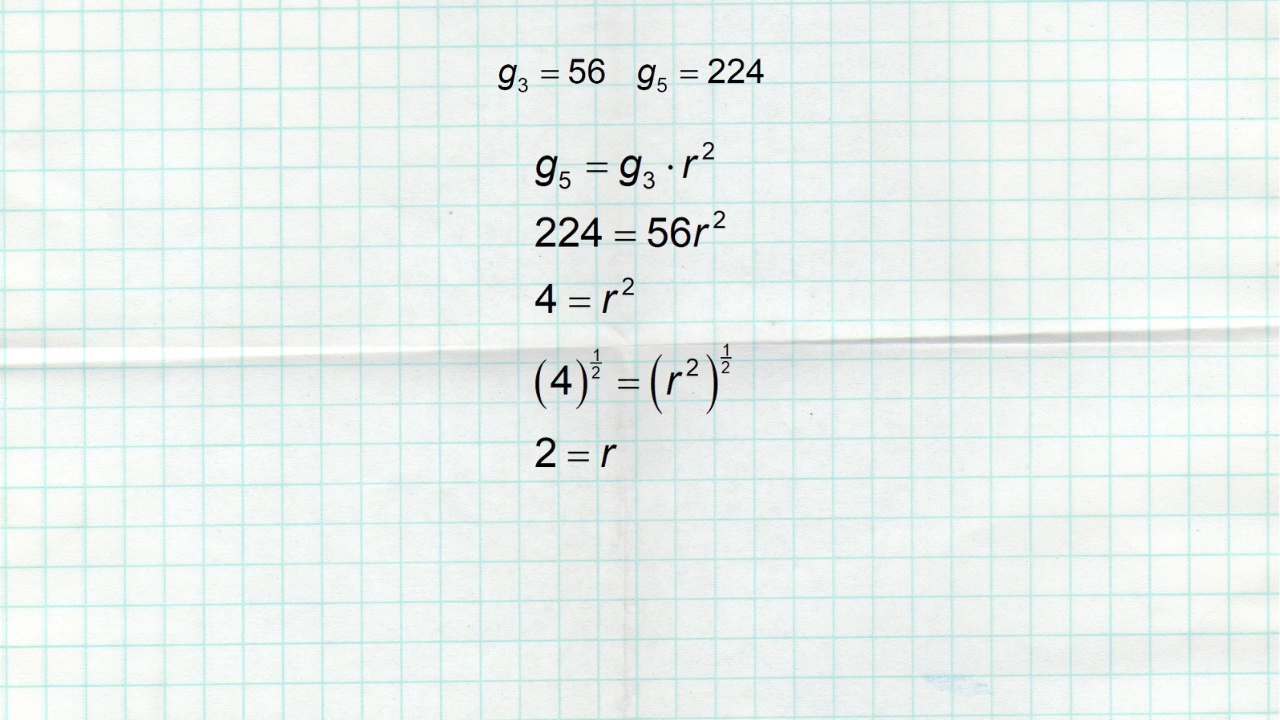 g₃ = 56   g₅ = 224
g₅ = g₃ · r²
224 = 56r²
4 = r²
(4)^(1/2) = (r²)^(1/2)
2 = r